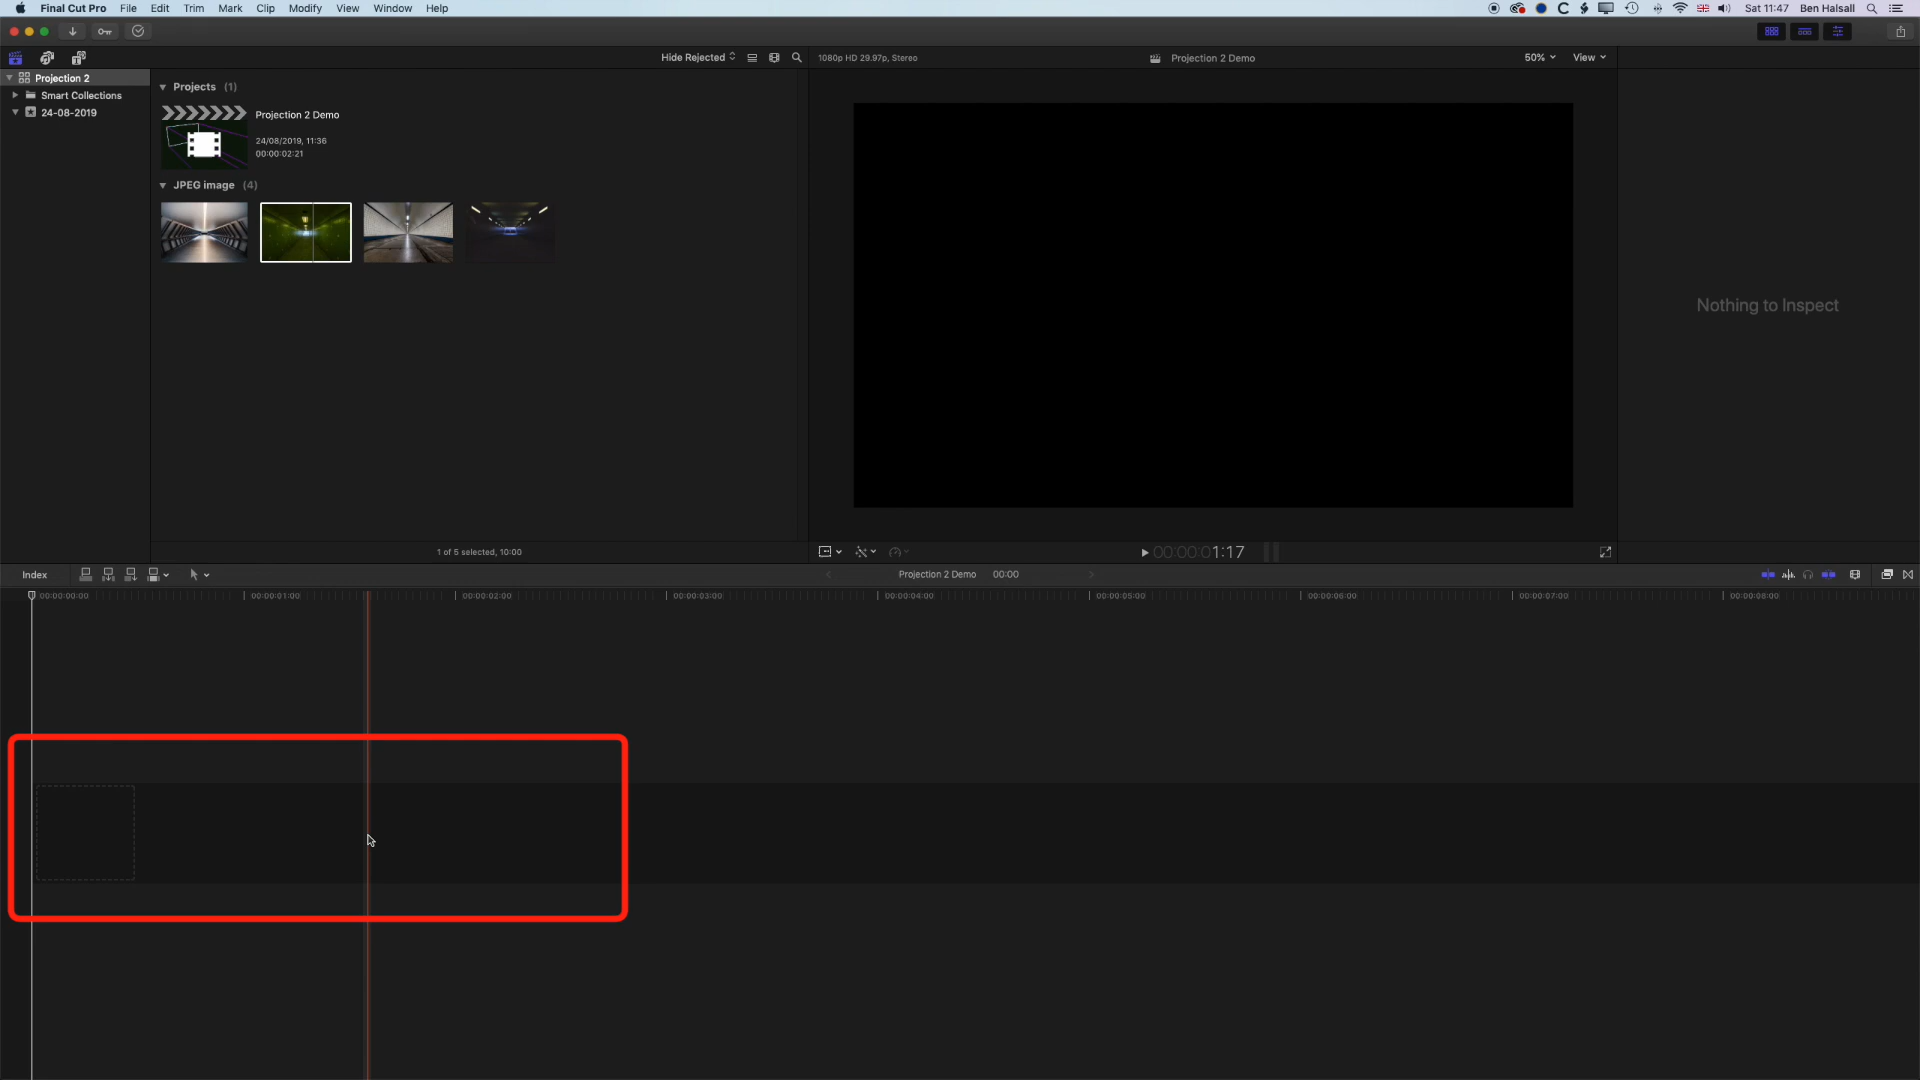 Final Cut Pro File Edit Trim Mark Clip Modify View Window Help Sat 11:47 Ben Halsall
Hide Rejected
1080p HD 29.97p, Stereo Projection 2 Demo 50% View
Projection 2
Smart Collections
24-08-2019
Projects (1)
Projection 2 Demo
24/08/2019, 11:36
00:00:02:21
JPEG image (4)
Nothing to Inspect
1 of 5 selected, 10:00
00:00:01:17
Index Projection 2 Demo 00:00
00:00:00:00 00:00:01:00 00:00:02:00 00:00:03:00 00:00:04:00 00:00:05:00 00:00:06:00 00:00:07:00 00:00:08:00